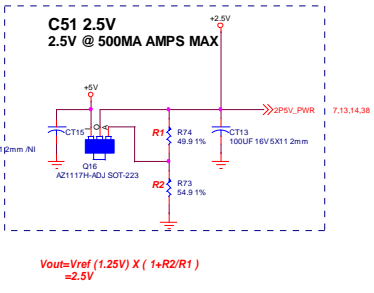 C51 2.5V
2.5V @ 500MA AMPS MAX
+2.5V
+5V
2P5V_PWR 7,13,14,38
CT15
R1 R74
49.9 1%
CT13
100UF 16V 5X11 2mm
2mm /NI
Q16
AZ1117H-ADJ SOT-223
R2 R73
54.9 1%
Vout=Vref (1.25V) X ( 1+R2/R1 )
=2.5V